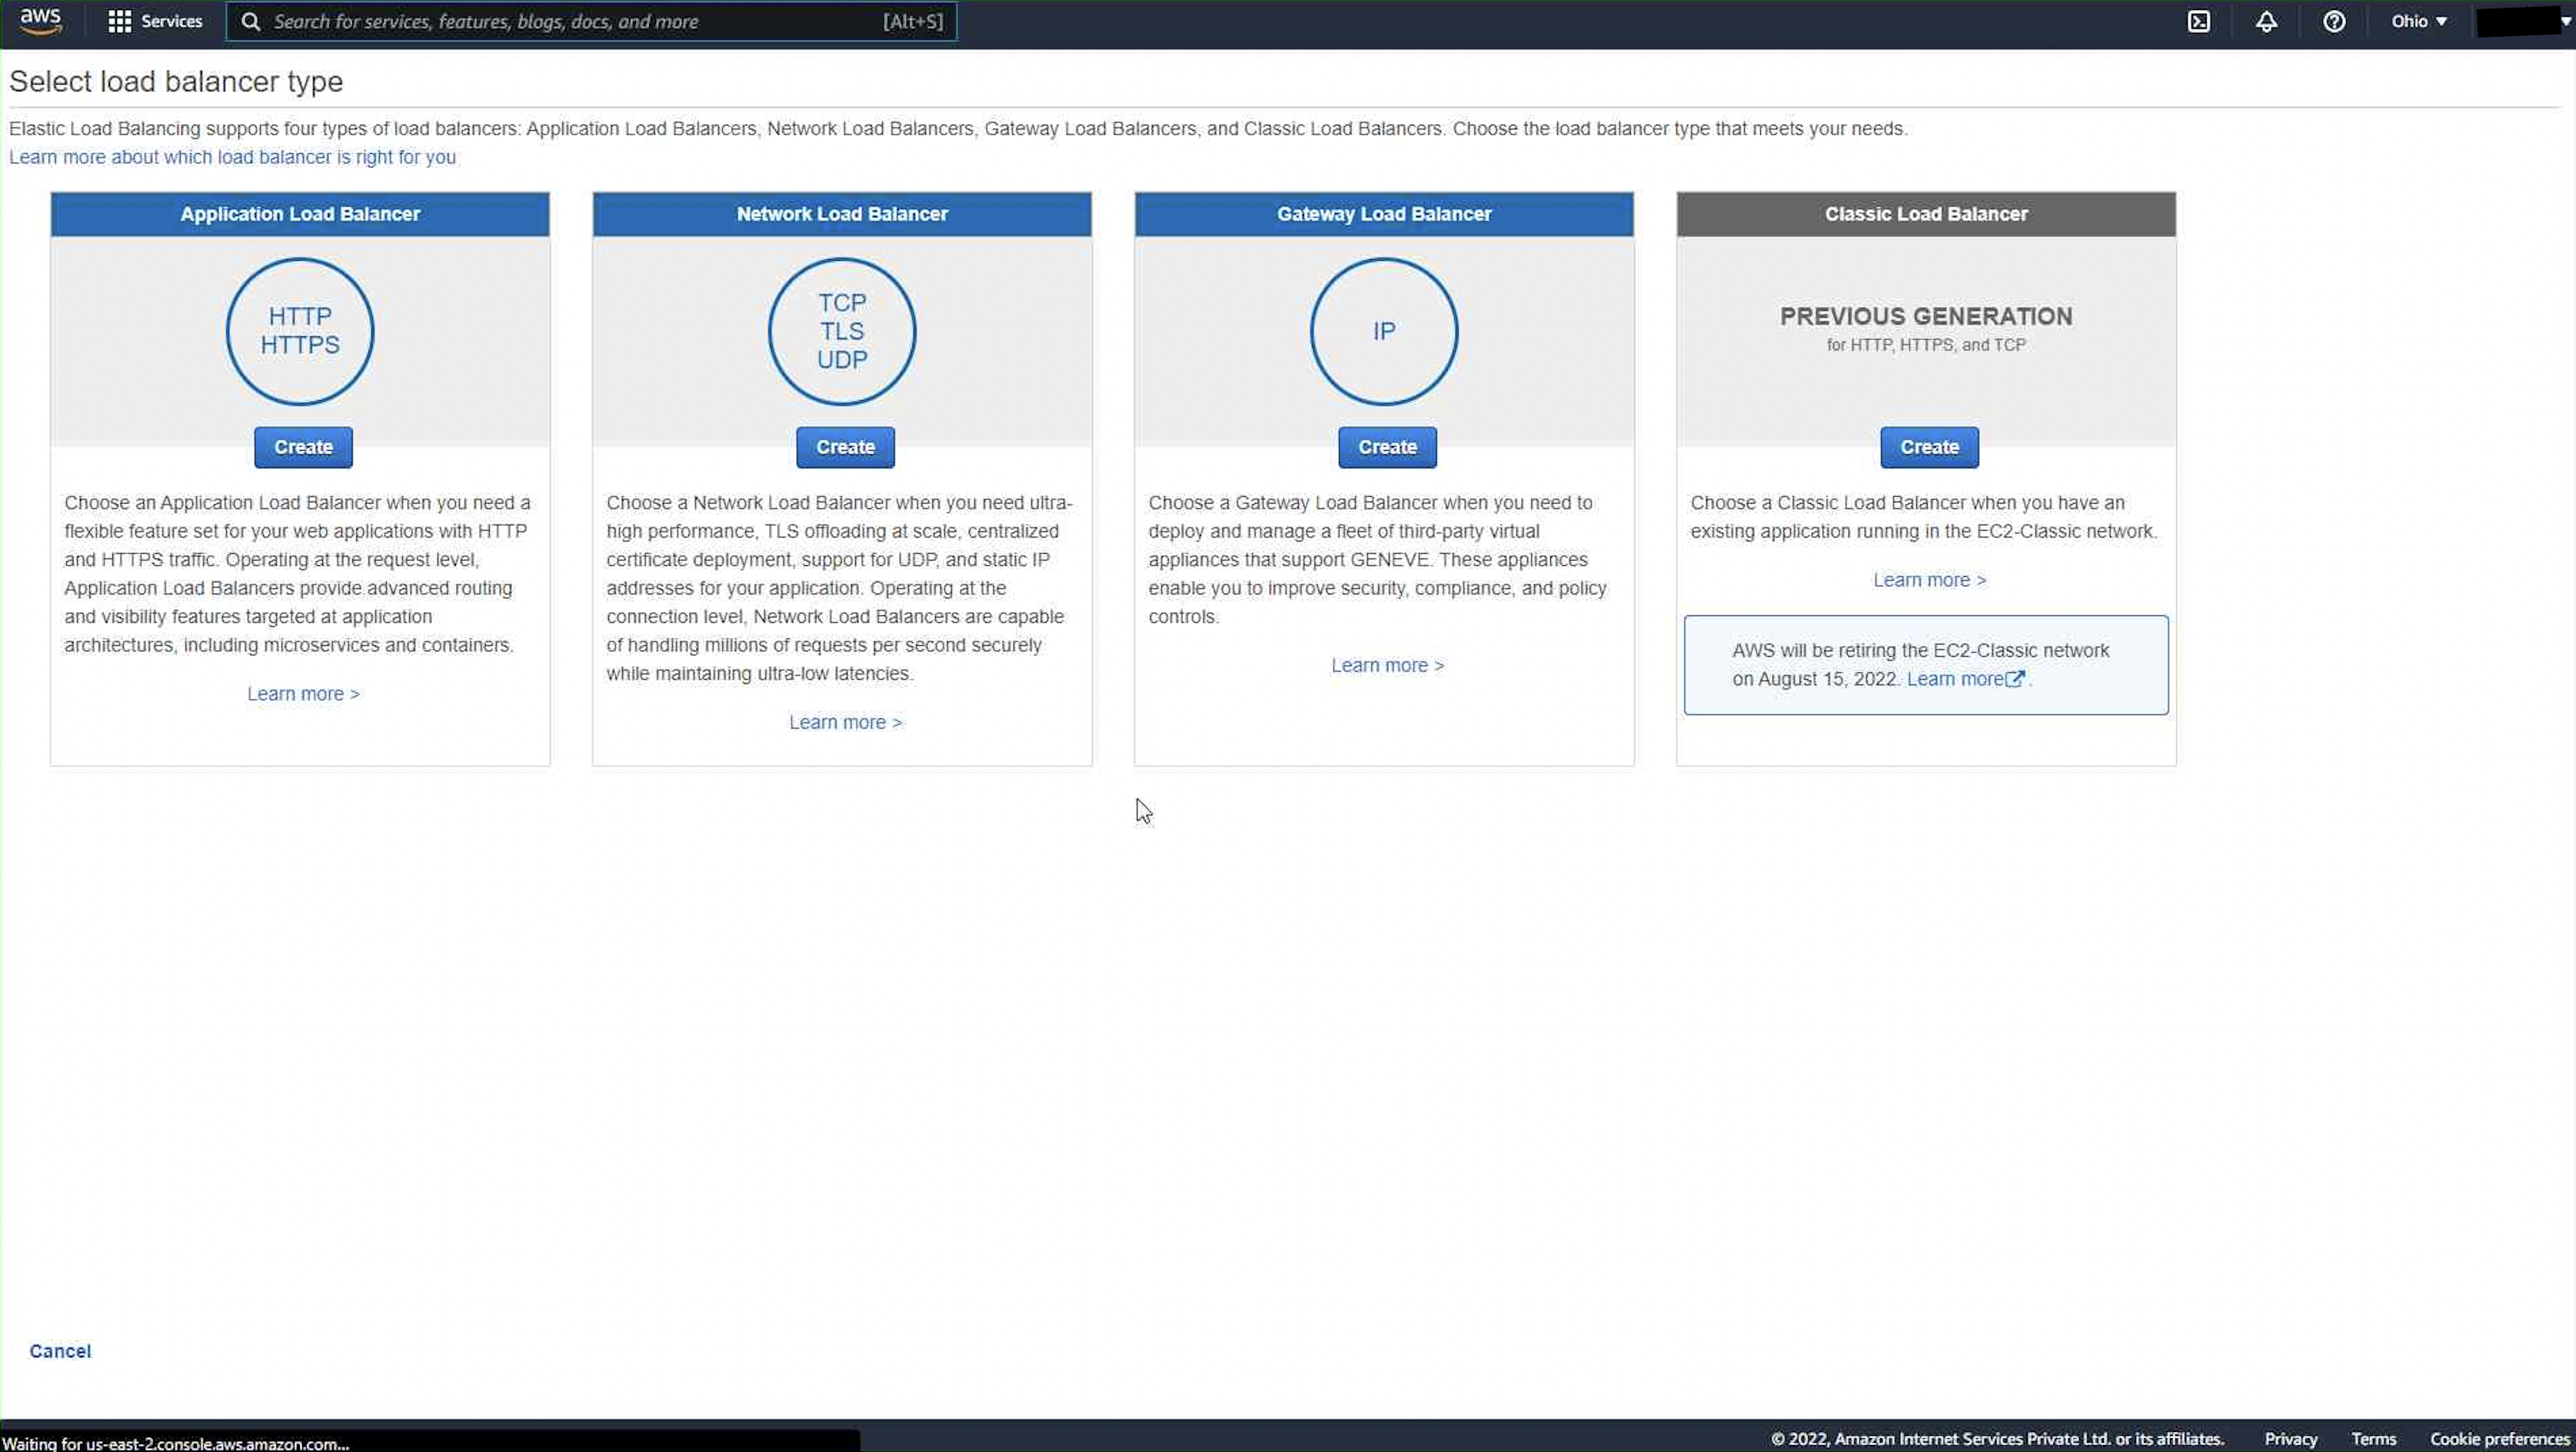 aws
Services
Search for services, features, blogs, docs, and more
[Alt+S]
Ohio
Select load balancer type
Elastic Load Balancing supports four types of load balancers: Application Load Balancers, Network Load Balancers, Gateway Load Balancers, and Classic Load Balancers. Choose the load balancer type that meets your needs.
Learn more about which load balancer is right for you
Application Load Balancer
HTTP
HTTPS
Create
Choose an Application Load Balancer when you need a
flexible feature set for your web applications with HTTP
and HTTPS traffic. Operating at the request level,
Application Load Balancers provide advanced routing
and visibility features targeted at application
architectures, including microservices and containers.
Learn more >
Network Load Balancer
TCP
TLS
UDP
Create
Choose a Network Load Balancer when you need ultra-
high performance, TLS offloading at scale, centralized
certificate deployment, support for UDP, and static IP
addresses for your application. Operating at the
connection level, Network Load Balancers are capable
of handling millions of requests per second securely
while maintaining ultra-low latencies.
Learn more >
Gateway Load Balancer
IP
Create
Choose a Gateway Load Balancer when you need to
deploy and manage a fleet of third-party virtual
appliances that support GENEVE. These appliances
enable you to improve security, compliance, and policy
controls.
Learn more >
Classic Load Balancer
PREVIOUS GENERATION
for HTTP, HTTPS, and TCP
Create
Choose a Classic Load Balancer when you have an
existing application running in the EC2-Classic network.
Learn more >
AWS will be retiring the EC2-Classic network
on August 15, 2022. Learn more.
Cancel
Waiting for us-east-2.console.aws.amazon.com...
© 2022, Amazon Internet Services Private Ltd. or its affiliates.
Privacy
Terms
Cookie preferences